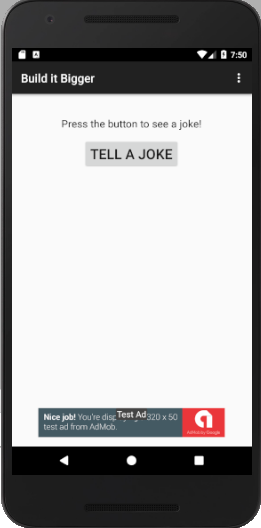 7:50
Build it Bigger
Press the button to see a joke!
TELL A JOKE
Nice job! You're disp
Test Ad
320 x 50
test ad from AdMob.
AdMob by Google